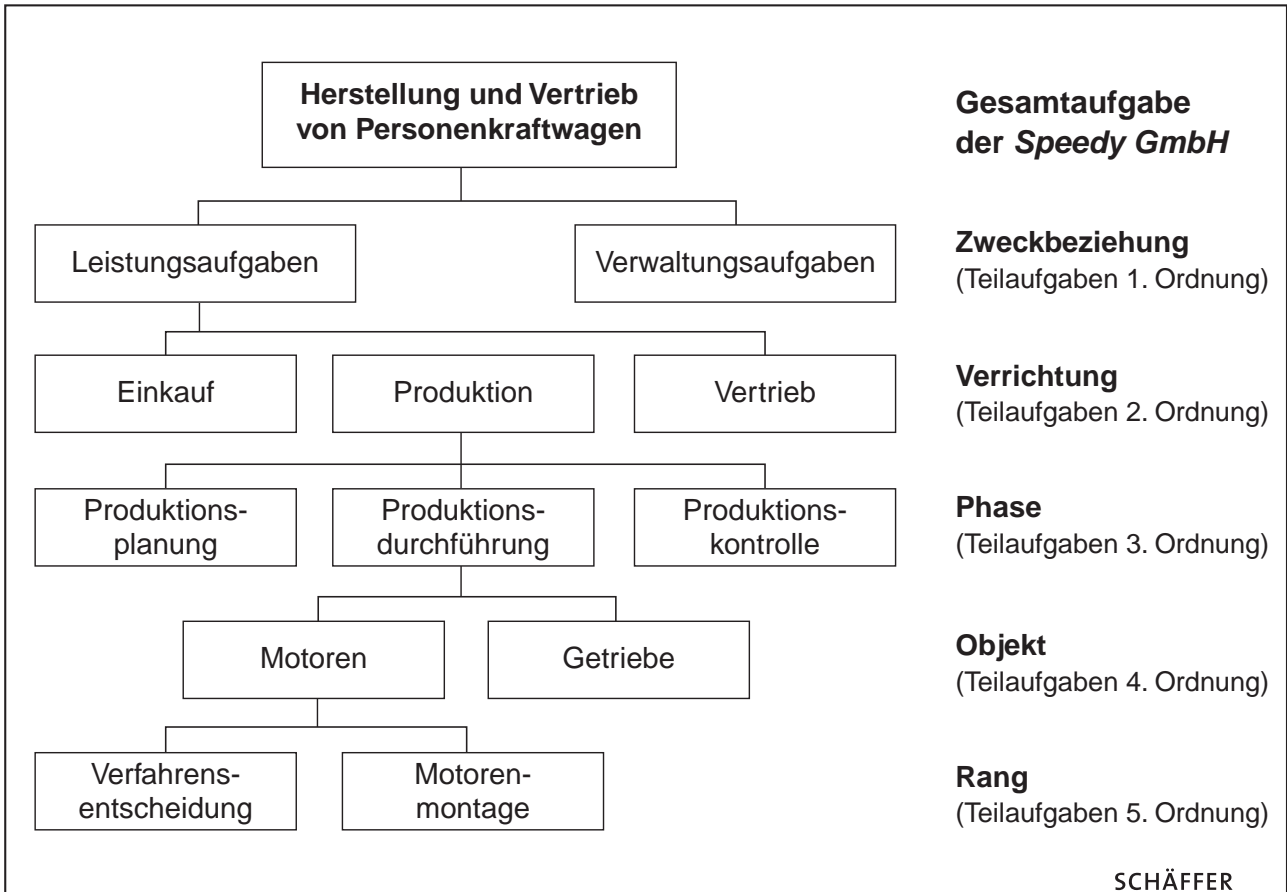 Herstellung und Vertrieb
von Personenkraftwagen
Gesamtaufgabe
der Speedy GmbH
Leistungsaufgaben
Verwaltungsaufgaben
Zweckbeziehung
(Teilaufgaben 1. Ordnung)
Einkauf
Produktion
Vertrieb
Verrichtung
(Teilaufgaben 2. Ordnung)
Produktions-
planung
Produktions-
durchführung
Produktions-
kontrolle
Phase
(Teilaufgaben 3. Ordnung)
Motoren
Getriebe
Objekt
(Teilaufgaben 4. Ordnung)
Verfahrens-
entscheidung
Motoren-
montage
Rang
(Teilaufgaben 5. Ordnung)
SCHÄFFER